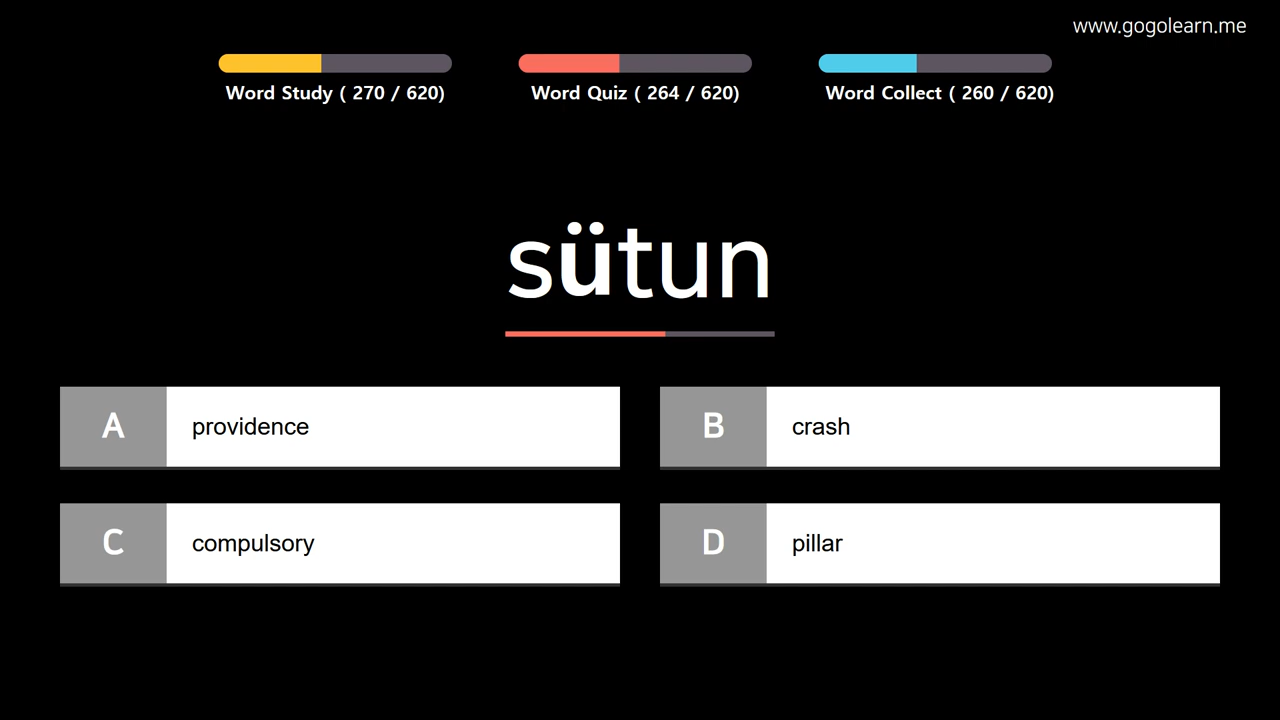 www.gogolearn.me
Word Study ( 270 / 620)
Word Quiz ( 264 / 620)
Word Collect ( 260 / 620)
sütun
A providence
B crash
C compulsory
D pillar